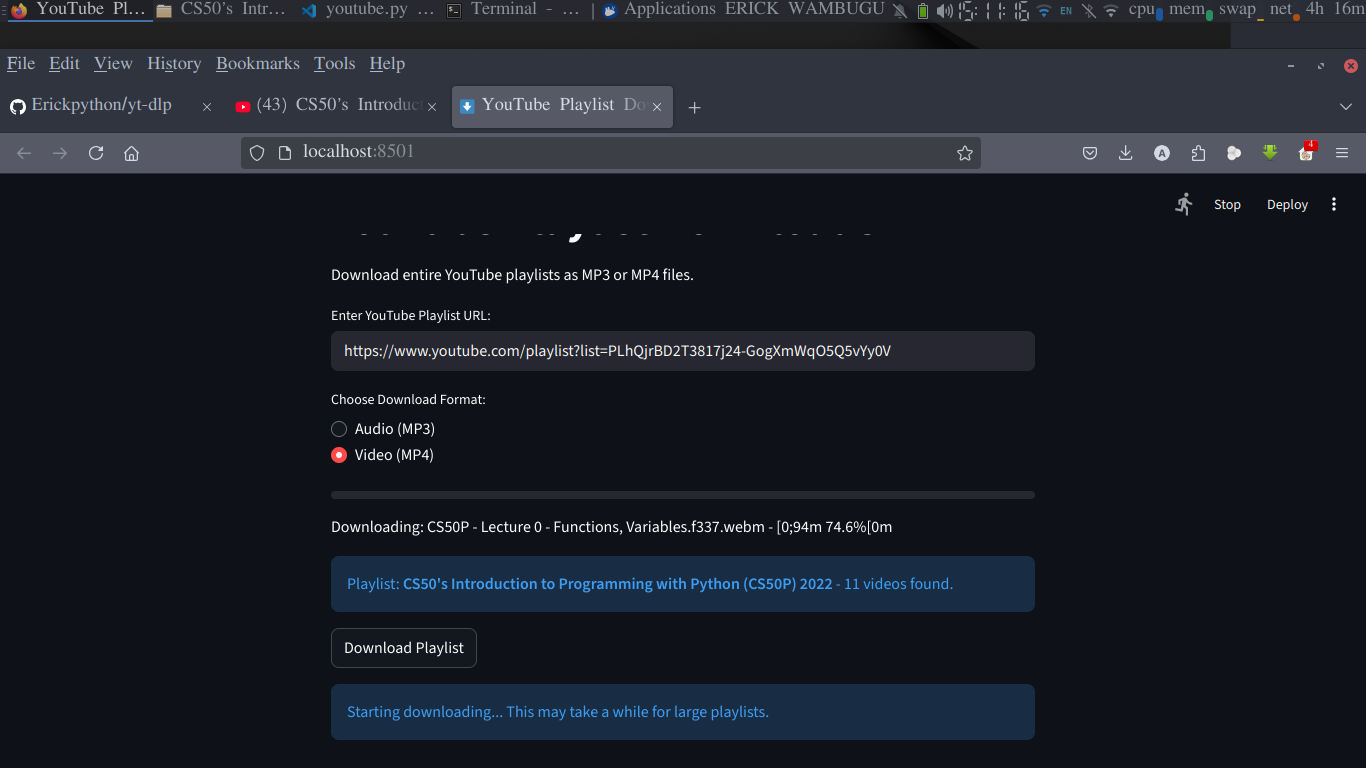 YouTube Pl... CS50's Intr... youtube.py ... Terminal - ... | Applications ERICK WAMBUGU 15:11:16 EN cpu mem swap net 4h 16m
File Edit View History Bookmarks Tools Help
Erickpython/yt-dlp (43) CS50's Introduc YouTube Playlist Do
localhost:8501
A 4
Stop Deploy
Download entire YouTube playlists as MP3 or MP4 files.
Enter YouTube Playlist URL:
https://www.youtube.com/playlist?list=PLhQjrBD2T3817j24-GogXmWqO5Q5vYy0V
Choose Download Format:
Audio (MP3)
Video (MP4)
Downloading: CS50P - Lecture 0 - Functions, Variables.f337.webm - [0;94m 74.6%[0m
Playlist: CS50's Introduction to Programming with Python (CS50P) 2022 - 11 videos found.
Download Playlist
Starting downloading... This may take a while for large playlists.